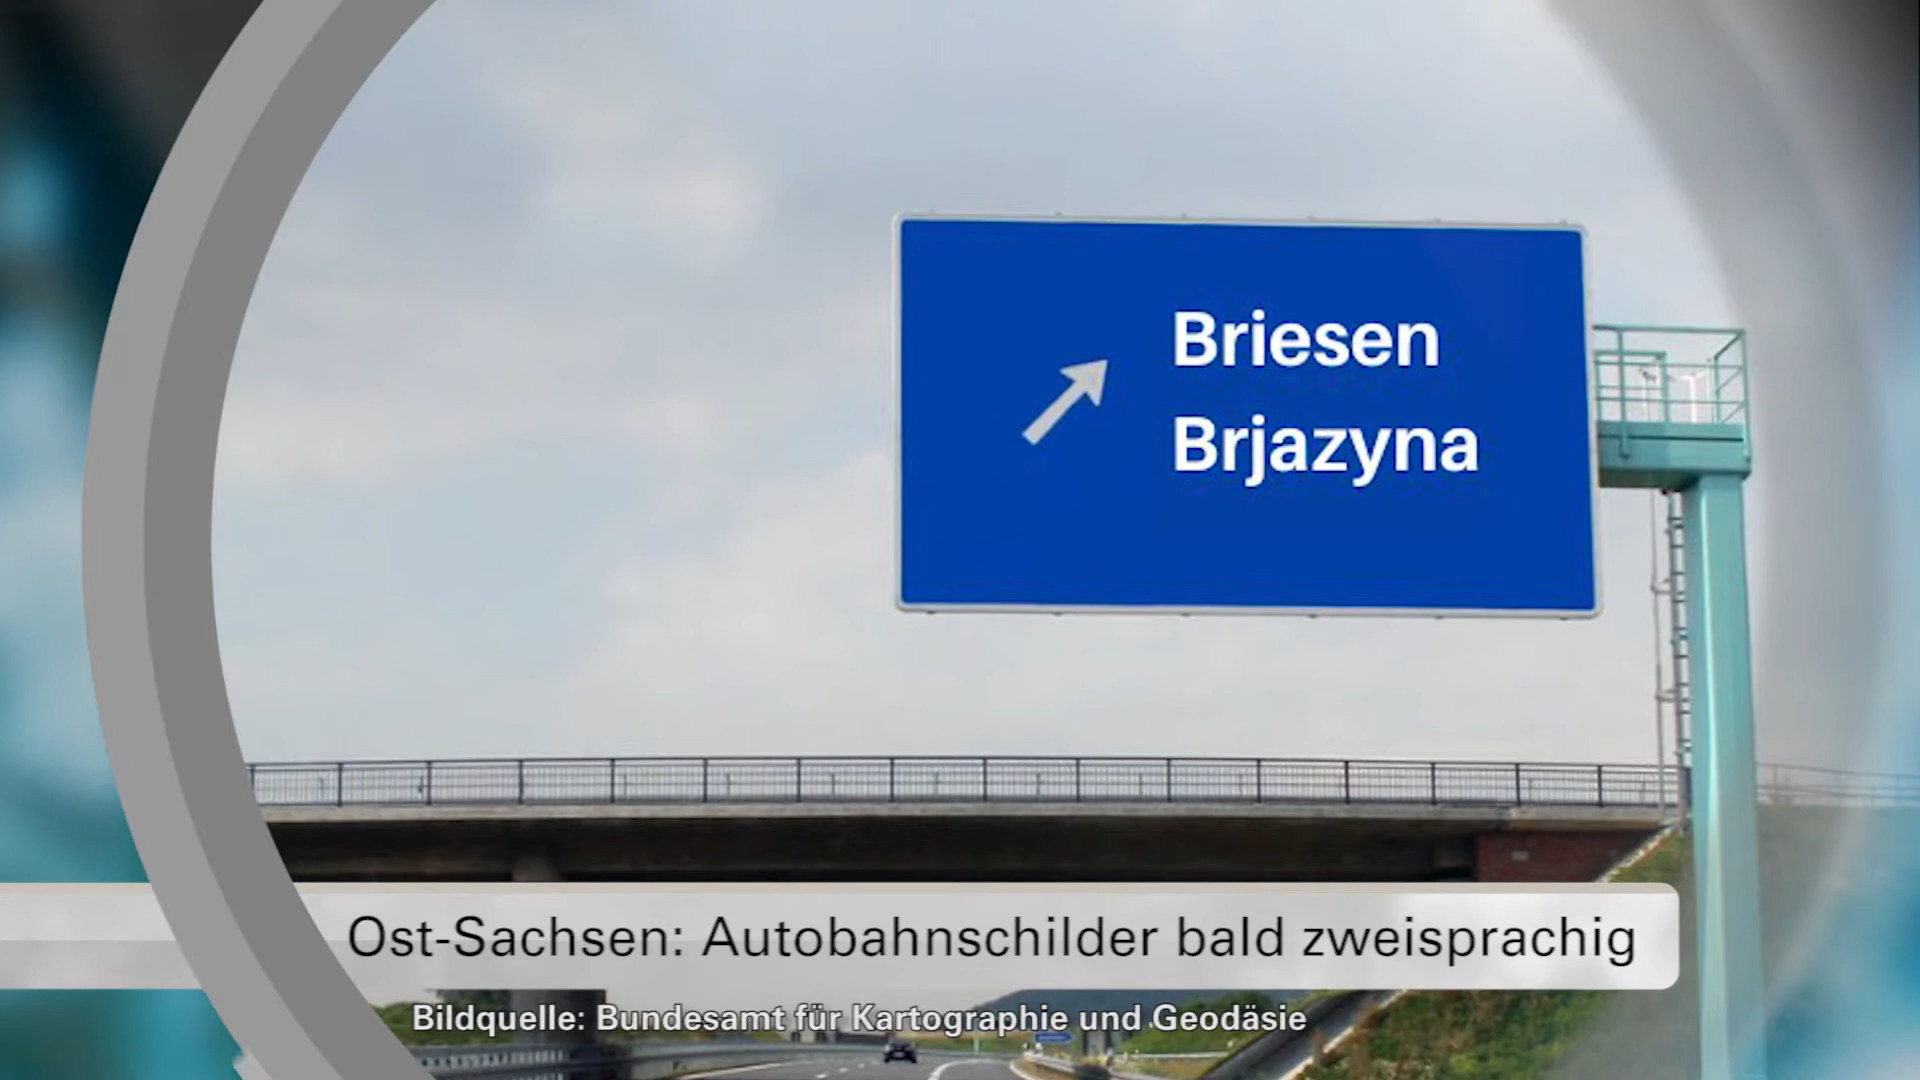 Briesen
Brjazyna
Ost-Sachsen: Autobahnschilder bald zweisprachig
Bildquelle: Bundesamt für Kartographie und Geodäsie